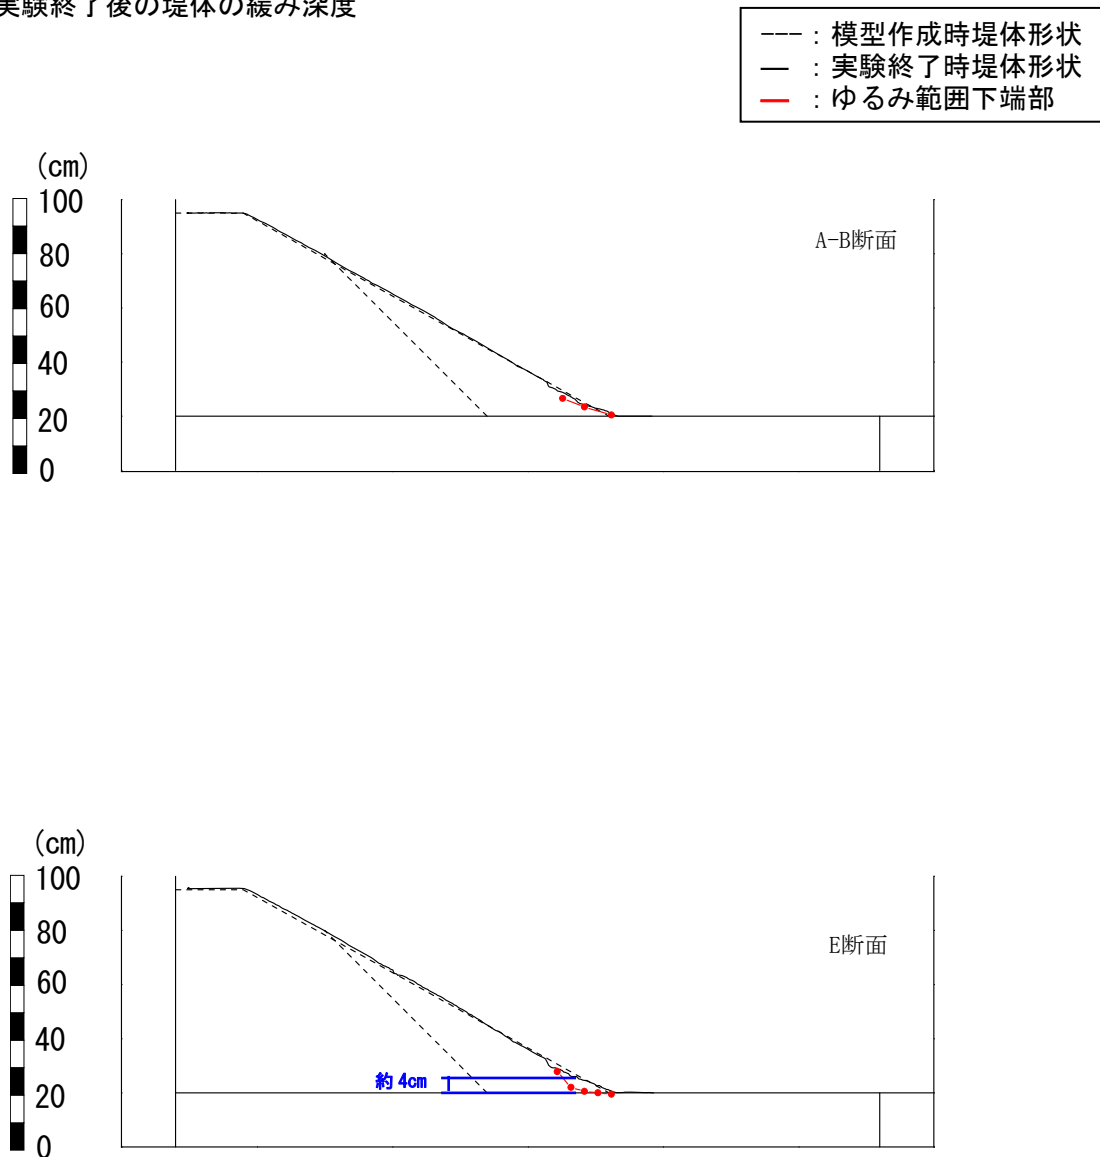 実験終了後の堤体の緩み深度
---：模型作成時堤体形状
― ：実験終了時堤体形状
― ：ゆるみ範囲下端部
(cm)
100
80
60
40
20
0
A-B断面
(cm)
100
80
60
40
20
0
E断面
約4cm